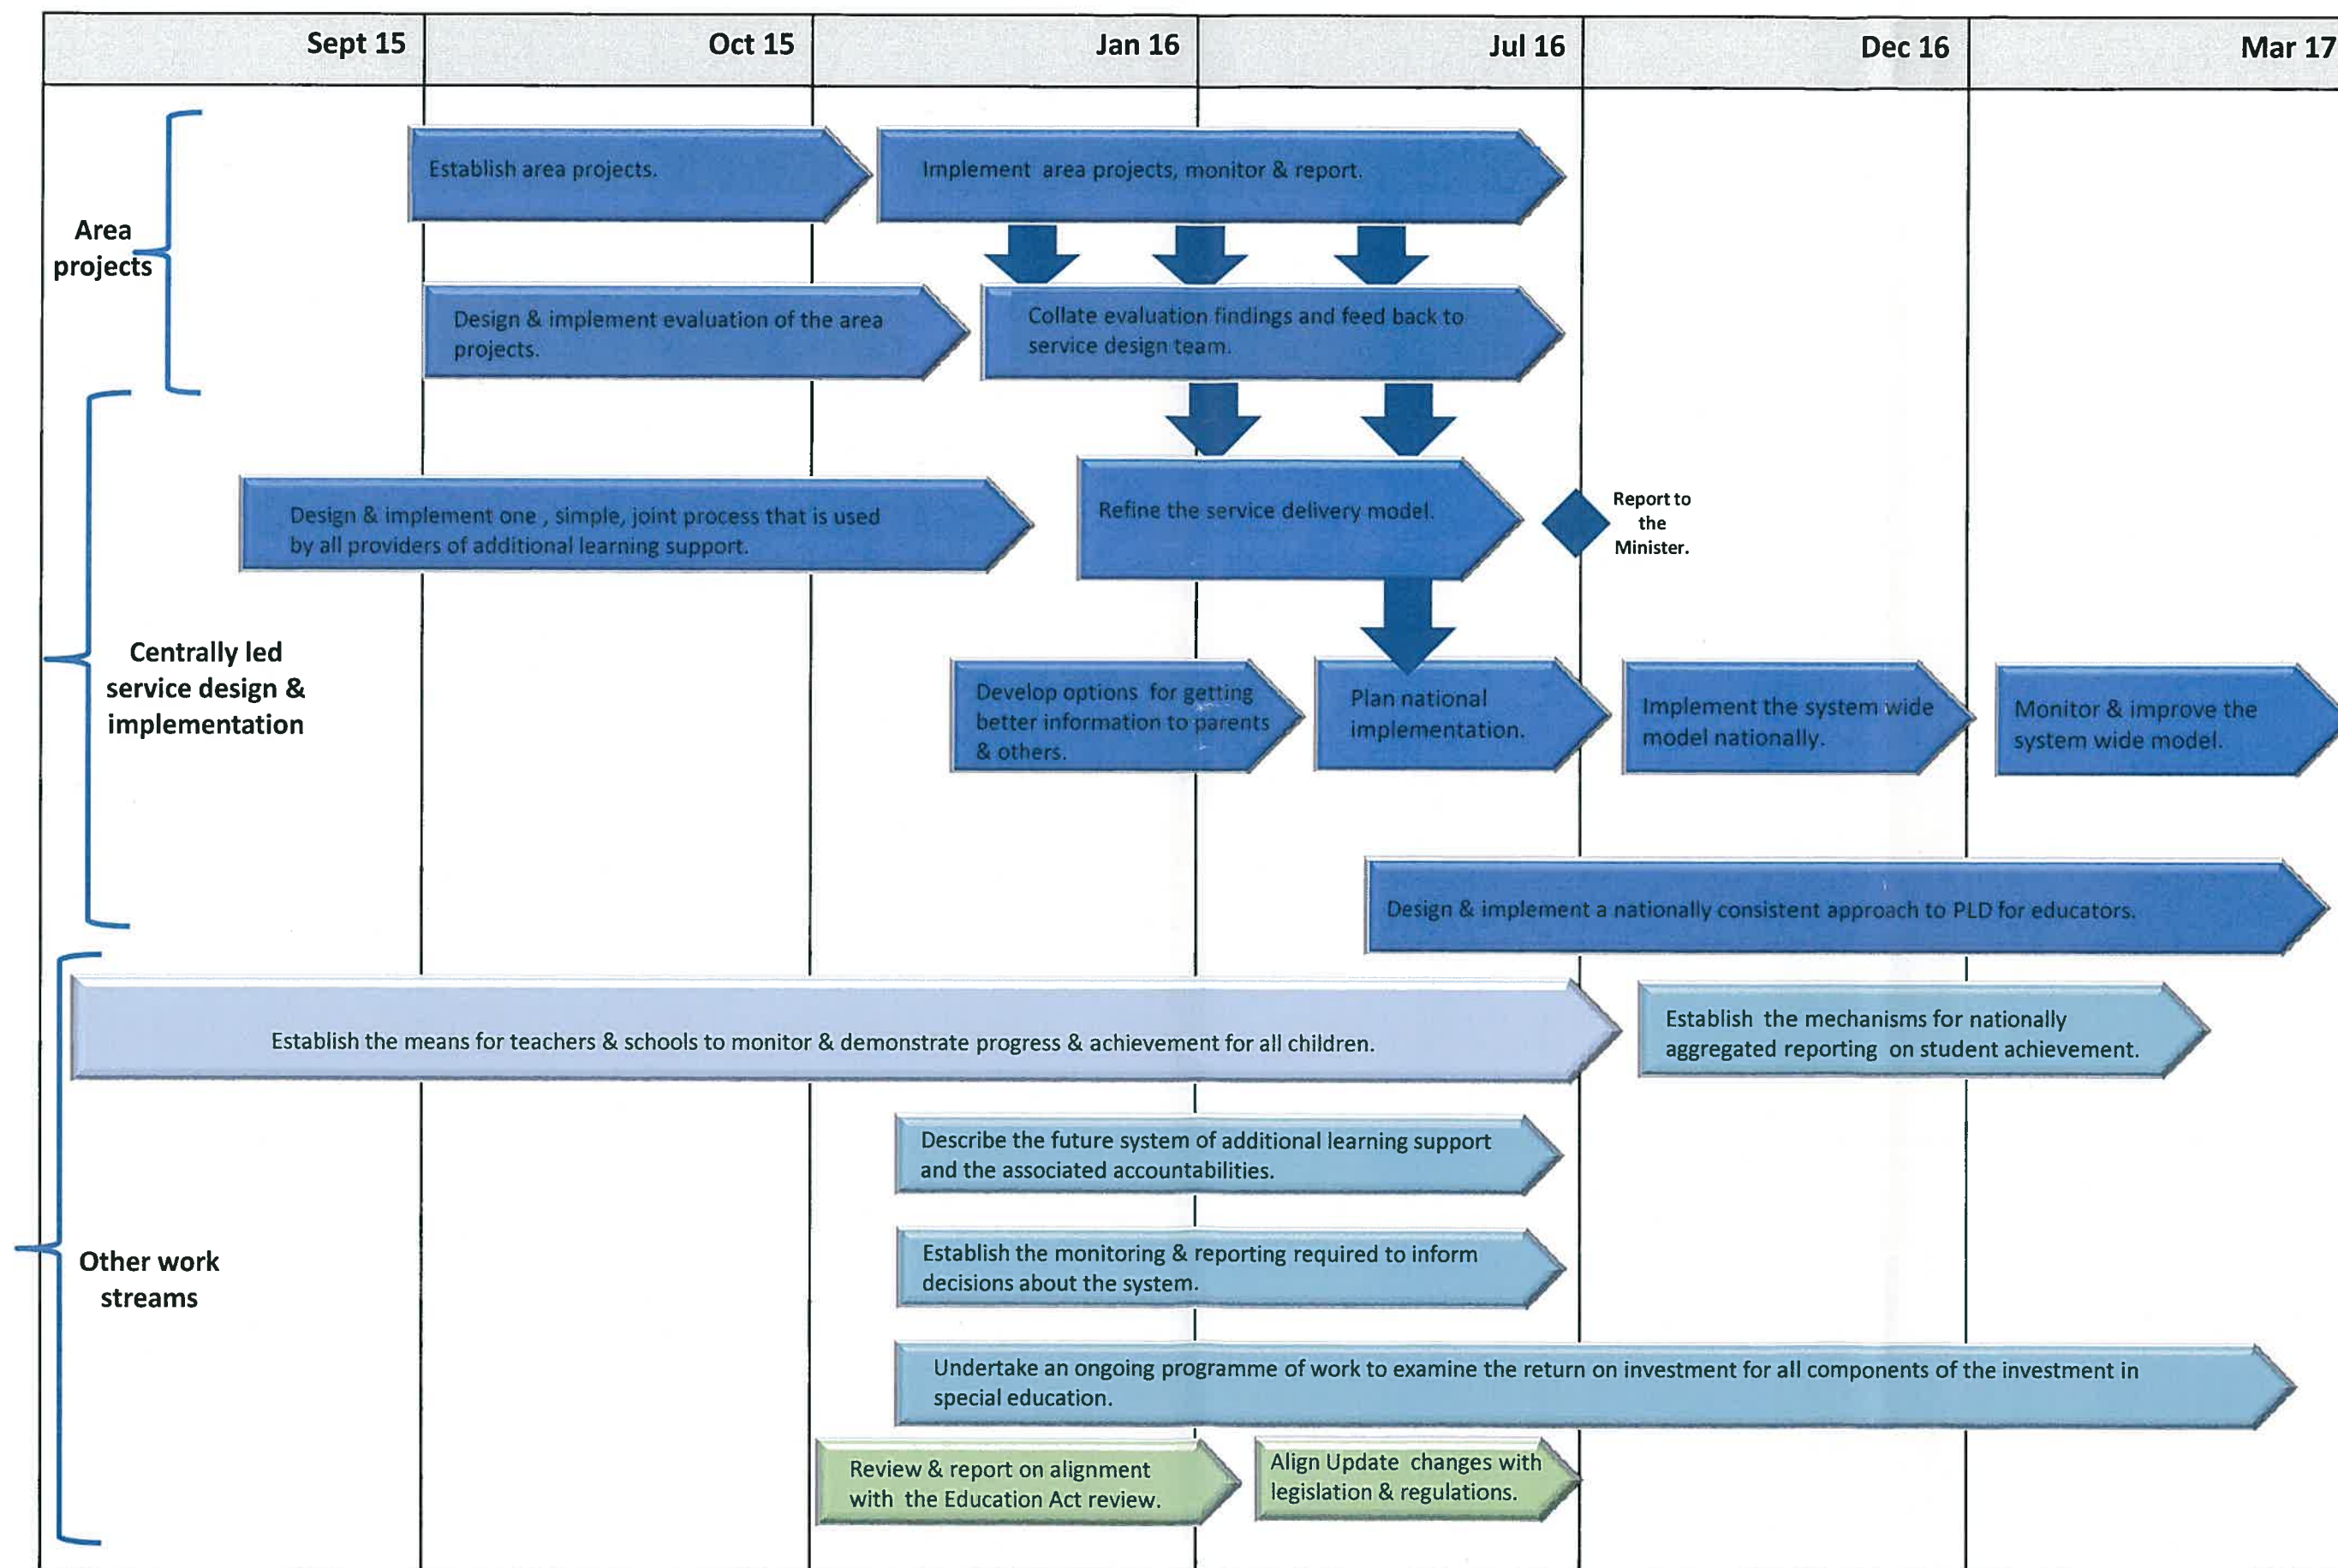 Sept 15
Oct 15
Jan 16
Jul 16
Dec 16
Mar 17
Area
projects
Establish area projects.
Implement area projects, monitor & report.
Design & implement evaluation of the area
projects.
Collate evaluation findings and feed back to
service design team.
Centrally led
service design &
implementation
Design & implement one , simple, joint process that is used
by all providers of additional learning support.
Refine the service delivery model.
Report to
the
Minister.
Develop options for getting
better information to parents
& others.
Plan national
implementation.
Implement the system wide
model nationally.
Monitor & improve the
system wide model.
Design & implement a nationally consistent approach to PLD for educators.
Other work
streams
Establish the means for teachers & schools to monitor & demonstrate progress & achievement for all children.
Establish the mechanisms for nationally
aggregated reporting on student achievement.
Describe the future system of additional learning support
and the associated accountabilities.
Establish the monitoring & reporting required to inform
decisions about the system.
Undertake an ongoing programme of work to examine the return on investment for all components of the investment in
special education.
Review & report on alignment
with the Education Act review.
Align Update changes with
legislation & regulations.